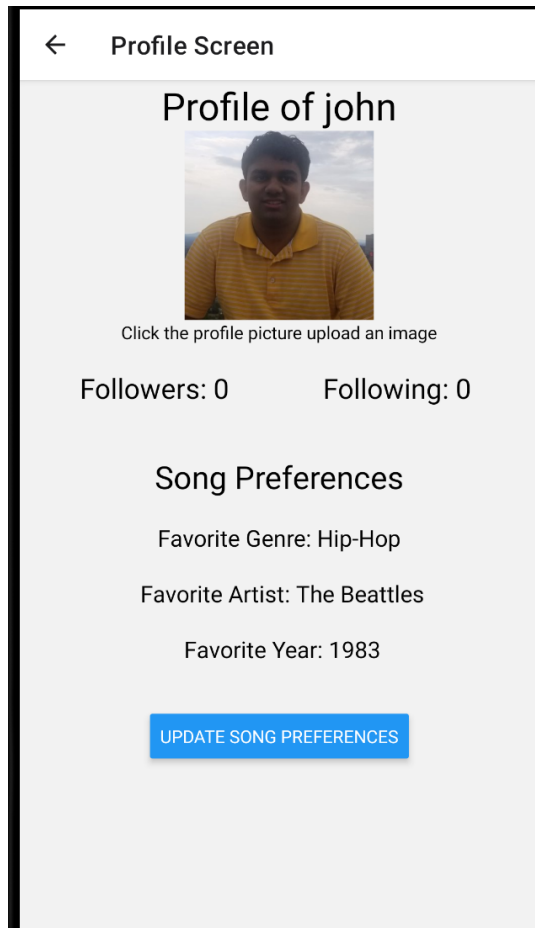 Profile Screen
Profile of john
Click the profile picture upload an image
Followers: 0 Following: 0
Song Preferences
Favorite Genre: Hip-Hop
Favorite Artist: The Beattles
Favorite Year: 1983
UPDATE SONG PREFERENCES